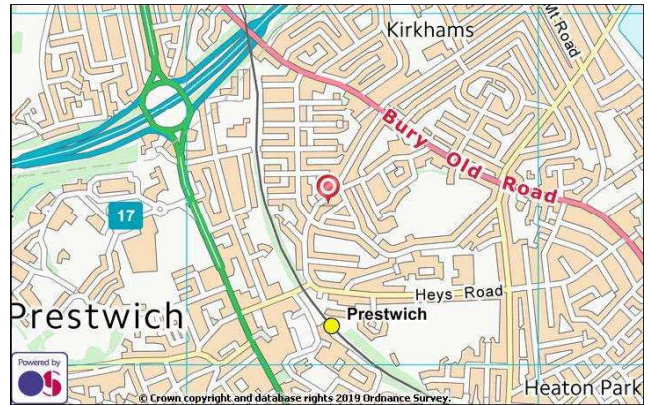 Kirkhams
Mt Road
Bury Old Road
17
Heys Road
Prestwich
Prestwich
Heaton Park
Powered by
OS
© Crown copyright and database rights 2019 Ordnance Survey.